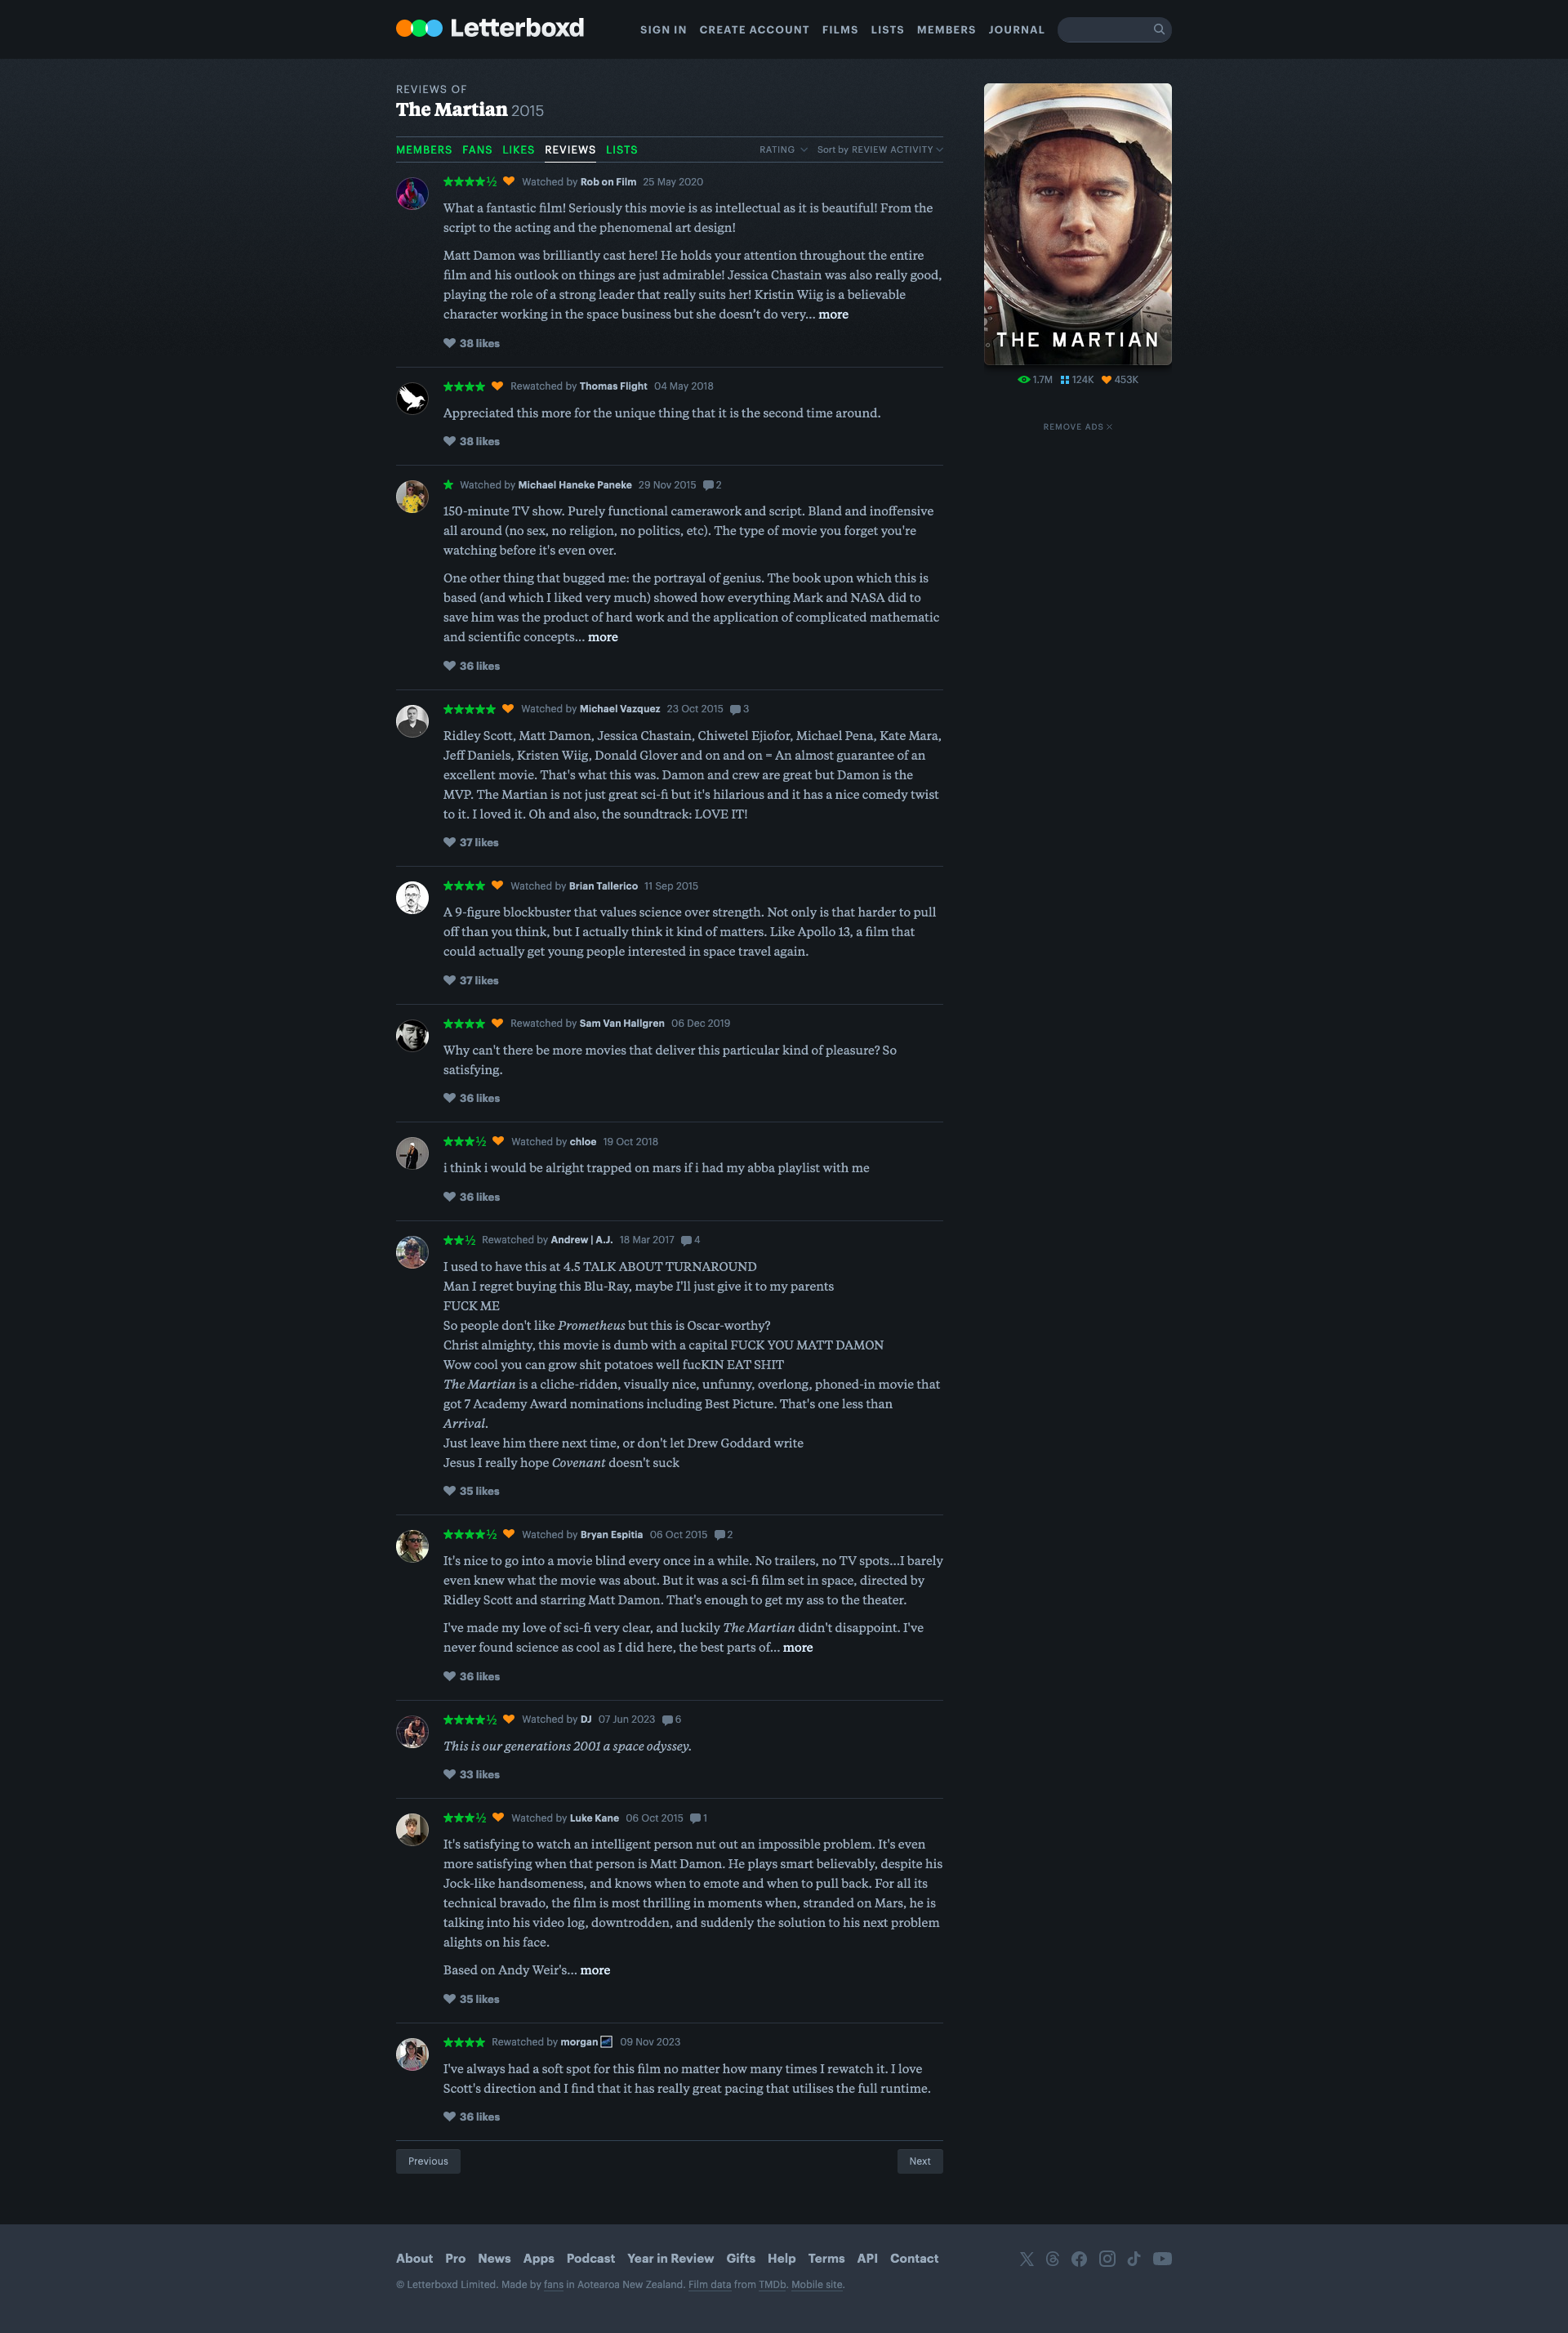 Letterboxd
SIGN IN CREATE ACCOUNT FILMS LISTS MEMBERS JOURNAL
REVIEWS OF
The Martian 2015
MEMBERS FANS LIKES REVIEWS LISTS
RATING Sort by REVIEW ACTIVITY
★★★★½ Watched by Rob on Film 25 May 2020
What a fantastic film! Seriously this movie is as intellectual as it is beautiful! From the
script to the acting and the phenomenal art design!
Matt Damon was brilliantly cast here! He holds your attention throughout the entire
film and his outlook on things are just admirable! Jessica Chastain was also really good,
playing the role of a strong leader that really suits her! Kristin Wiig is a believable
character working in the space business but she doesn't do very... more
38 likes
★★★★ Rewatched by Thomas Flight 04 May 2018
Appreciated this more for the unique thing that it is the second time around.
38 likes
★ Watched by Michael Haneke Paneke 29 Nov 2015 2
150-minute TV show. Purely functional camerawork and script. Bland and inoffensive
all around (no sex, no religion, no politics, etc). The type of movie you forget you're
watching before it's even over.
One other thing that bugged me: the portrayal of genius. The book upon which this is
based (and which I liked very much) showed how everything Mark and NASA did to
save him was the product of hard work and the application of complicated mathematic
and scientific concepts... more
36 likes
★★★★★ Watched by Michael Vazquez 23 Oct 2015 3
Ridley Scott, Matt Damon, Jessica Chastain, Chiwetel Ejiofor, Michael Pena, Kate Mara,
Jeff Daniels, Kristen Wiig, Donald Glover and on and on = An almost guarantee of an
excellent movie. That's what this was. Damon and crew are great but Damon is the
MVP. The Martian is not just great sci-fi but it's hilarious and it has a nice comedy twist
to it. I loved it. Oh and also, the soundtrack: LOVE IT!
37 likes
★★★★ Watched by Brian Tallerico 11 Sep 2015
A 9-figure blockbuster that values science over strength. Not only is that harder to pull
off than you think, but I actually think it kind of matters. Like Apollo 13, a film that
could actually get young people interested in space travel again.
37 likes
★★★★ Rewatched by Sam Van Hallgren 06 Dec 2019
Why can't there be more movies that deliver this particular kind of pleasure? So
satisfying.
36 likes
★★★½ Watched by chloe 19 Oct 2018
i think i would be alright trapped on mars if i had my abba playlist with me
36 likes
★★½ Rewatched by Andrew | A.J. 18 Mar 2017 4
I used to have this at 4.5 TALK ABOUT TURNAROUND
Man I regret buying this Blu-Ray, maybe I'll just give it to my parents
FUCK ME
So people don't like Prometheus but this is Oscar-worthy?
Christ almighty, this movie is dumb with a capital FUCK YOU MATT DAMON
Wow cool you can grow shit potatoes well fucKIN EAT SHIT
The Martian is a cliche-ridden, visually nice, unfunny, overlong, phoned-in movie that
got 7 Academy Award nominations including Best Picture. That's one less than
Arrival.
Just leave him there next time, or don't let Drew Goddard write
Jesus I really hope Covenant doesn't suck
35 likes
★★★★½ Watched by Bryan Espitia 06 Oct 2015 2
It's nice to go into a movie blind every once in a while. No trailers, no TV spots...I barely
even knew what the movie was about. But it was a sci-fi film set in space, directed by
Ridley Scott and starring Matt Damon. That's enough to get my ass to the theater.
I've made my love of sci-fi very clear, and luckily The Martian didn't disappoint. I've
never found science as cool as I did here, the best parts of... more
36 likes
★★★★½ Watched by DJ 07 Jun 2023 6
This is our generations 2001 a space odyssey.
33 likes
★★★½ Watched by Luke Kane 06 Oct 2015 1
It's satisfying to watch an intelligent person nut out an impossible problem. It's even
more satisfying when that person is Matt Damon. He plays smart believably, despite his
Jock-like handsomeness, and knows when to emote and when to pull back. For all its
technical bravado, the film is most thrilling in moments when, stranded on Mars, he is
talking into his video log, downtrodden, and suddenly the solution to his next problem
alights on his face.
Based on Andy Weir's... more
35 likes
★★★★ Rewatched by morgan 09 Nov 2023
I've always had a soft spot for this film no matter how many times I rewatch it. I love
Scott's direction and I find that it has really great pacing that utilises the full runtime.
36 likes
Previous Next
THE MARTIAN
1.7M 124K 453K
REMOVE ADS
About Pro News Apps Podcast Year in Review Gifts Help Terms API Contact
© Letterboxd Limited. Made by fans in Aotearoa New Zealand. Film data from TMDb. Mobile site.